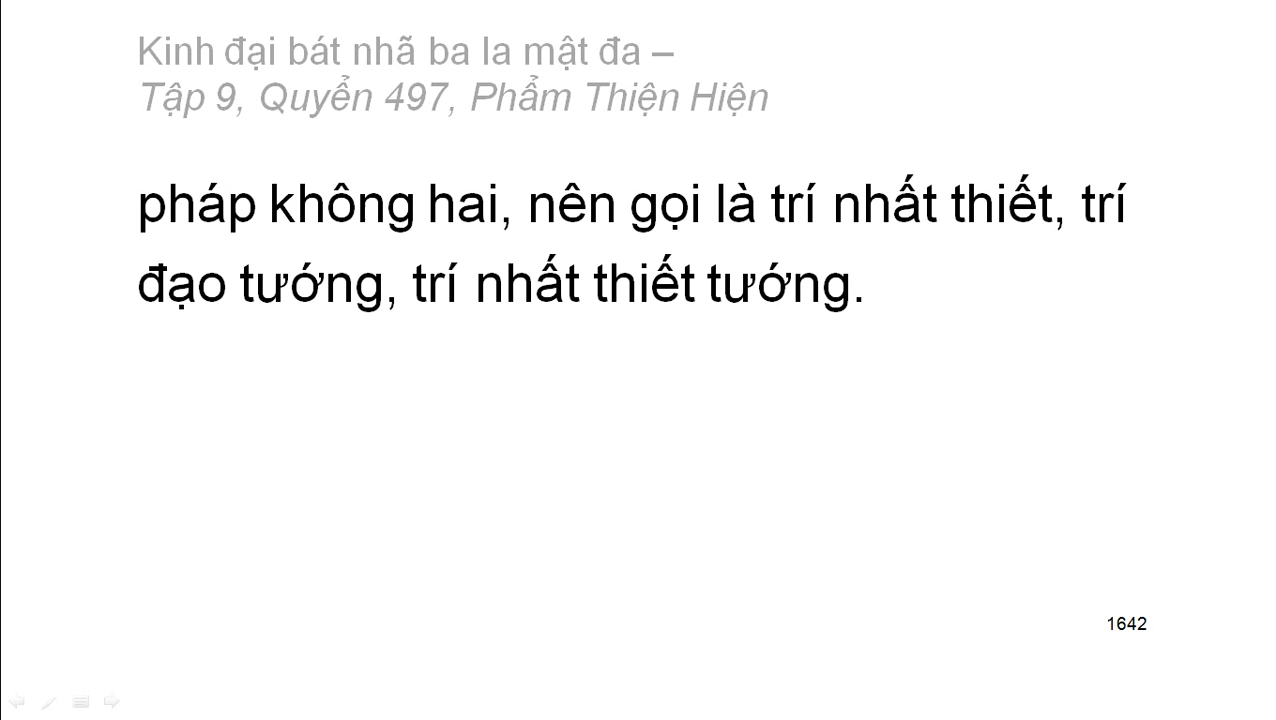 Kinh đại bát nhã ba la mật đa –
Tập 9, Quyển 497, Phẩm Thiện Hiện
pháp không hai, nên gọi là trí nhất thiết, trí
đạo tướng, trí nhất thiết tướng.
1642